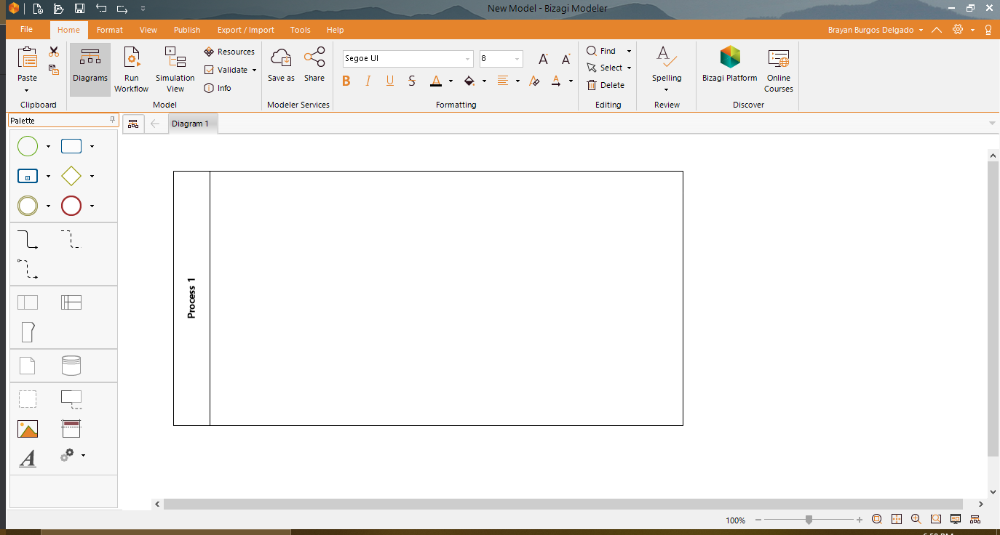 New Model - Bizagi Modeler
File Home Format View Publish Export / Import Tools Help Brayan Burgos Delgado
Paste
Clipboard
Diagrams
Run Workflow
Simulation View
Resources
Validate
Info
Model
Save as
Share
Modeler Services
Segoe UI 8
B I U S A
Formatting
Find
Select
Delete
Editing
Spelling
Review
Bizagi Platform
Online Courses
Discover
Palette
Diagram 1
Process 1
A
100%